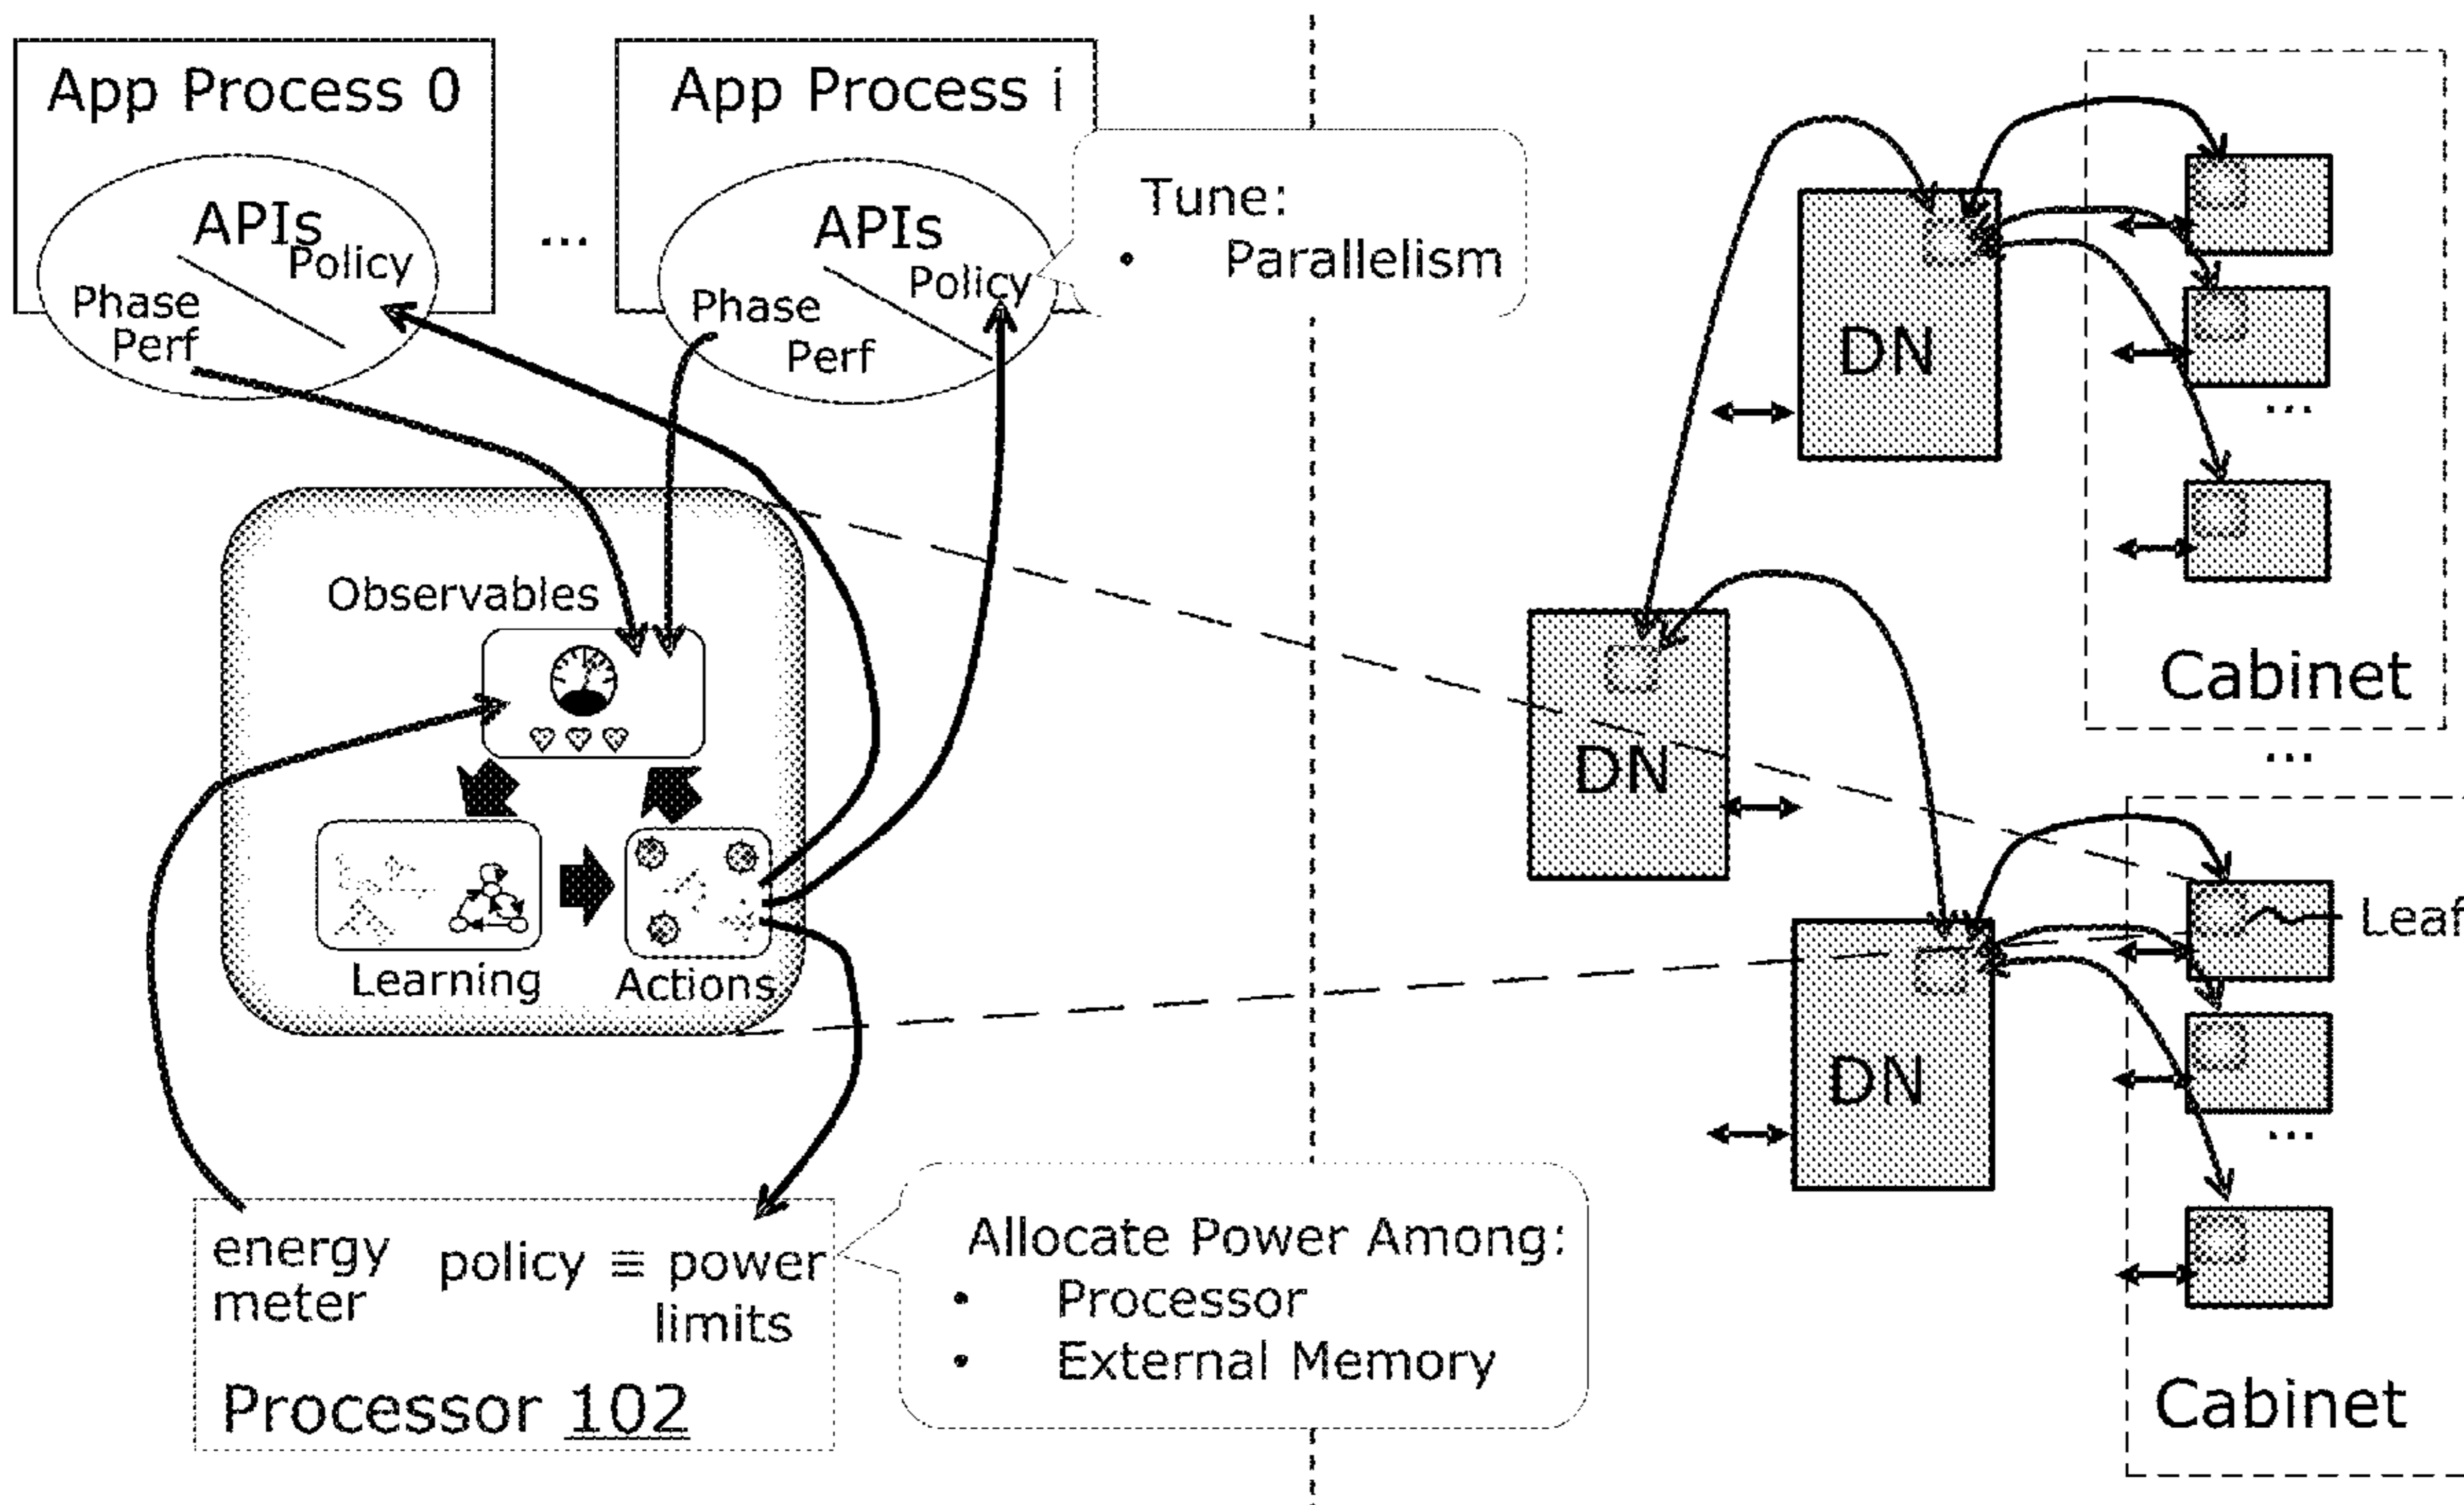 App Process 0
APIs
Policy
Phase
Perf
...
App Process i
APIs
Policy
Phase
Perf
Tune:
• Parallelism
Observables
Learning
Actions
energy
meter
policy ≡ power
limits
Processor 102
Allocate Power Among:
• Processor
• External Memory
DN
DN
DN
...
Cabinet
...
Leaf
...
Cabinet